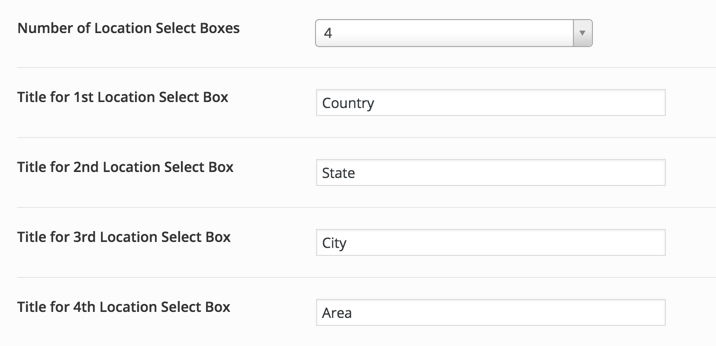 Number of Location Select Boxes 4
Title for 1st Location Select Box Country
Title for 2nd Location Select Box State
Title for 3rd Location Select Box City
Title for 4th Location Select Box Area